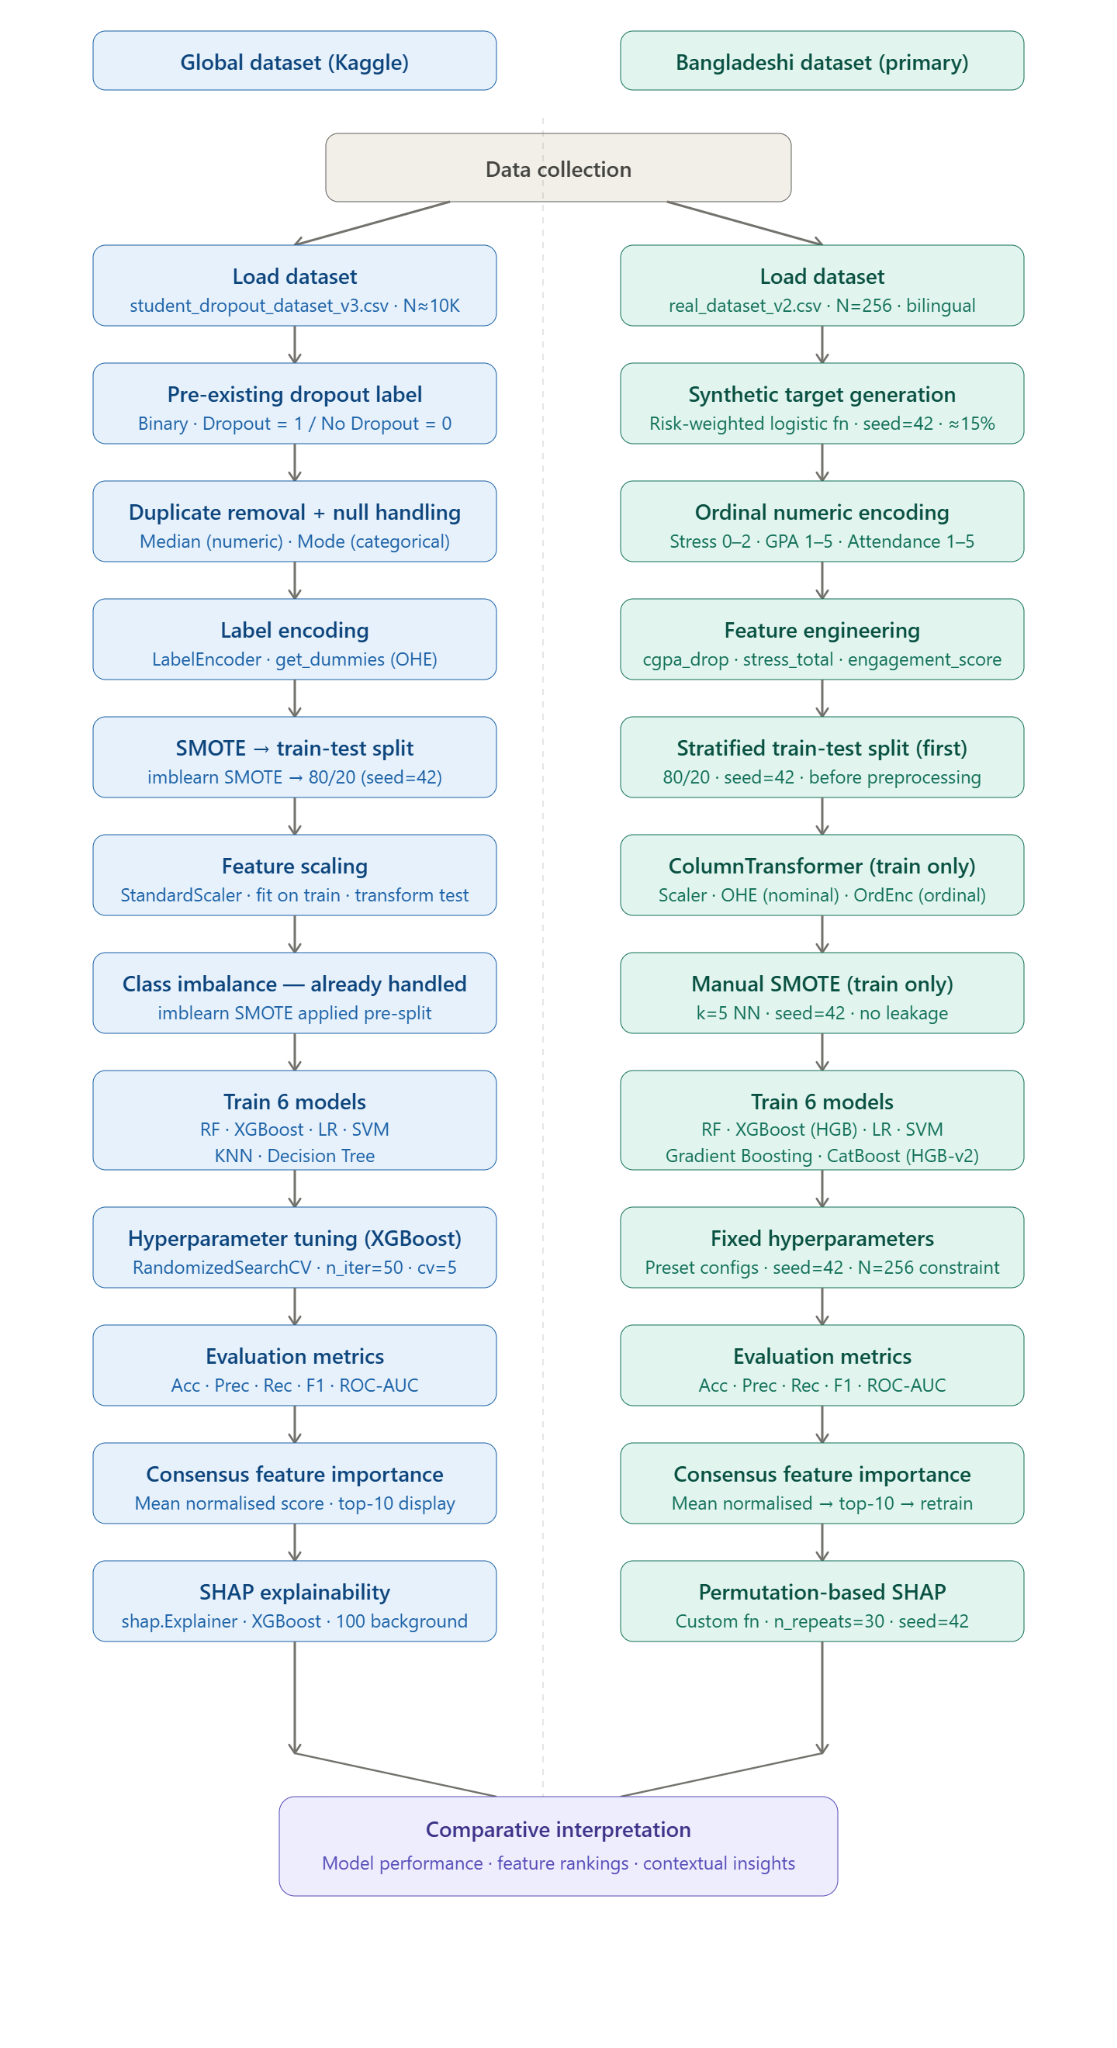 Global dataset (Kaggle)
Bangladeshi dataset (primary)
Data collection
Load dataset
student_dropout_dataset_v3.csv · N≈10K
Load dataset
real_dataset_v2.csv · N=256 · bilingual
Pre-existing dropout label
Binary · Dropout = 1 / No Dropout = 0
Synthetic target generation
Risk-weighted logistic fn · seed=42 · ≈15%
Duplicate removal + null handling
Median (numeric) · Mode (categorical)
Ordinal numeric encoding
Stress 0–2 · GPA 1–5 · Attendance 1–5
Label encoding
LabelEncoder · get_dummies (OHE)
Feature engineering
cgpa_drop · stress_total · engagement_score
SMOTE → train-test split
imblearn SMOTE → 80/20 (seed=42)
Stratified train-test split (first)
80/20 · seed=42 · before preprocessing
Feature scaling
StandardScaler · fit on train · transform test
ColumnTransformer (train only)
Scaler · OHE (nominal) · OrdEnc (ordinal)
Class imbalance — already handled
imblearn SMOTE applied pre-split
Manual SMOTE (train only)
k=5 NN · seed=42 · no leakage
Train 6 models
RF · XGBoost · LR · SVM
KNN · Decision Tree
Train 6 models
RF · XGBoost (HGB) · LR · SVM
Gradient Boosting · CatBoost (HGB-v2)
Hyperparameter tuning (XGBoost)
RandomizedSearchCV · n_iter=50 · cv=5
Fixed hyperparameters
Preset configs · seed=42 · N=256 constraint
Evaluation metrics
Acc · Prec · Rec · F1 · ROC-AUC
Evaluation metrics
Acc · Prec · Rec · F1 · ROC-AUC
Consensus feature importance
Mean normalised score · top-10 display
Consensus feature importance
Mean normalised → top-10 → retrain
SHAP explainability
shap.Explainer · XGBoost · 100 background
Permutation-based SHAP
Custom fn · n_repeats=30 · seed=42
Comparative interpretation
Model performance · feature rankings · contextual insights